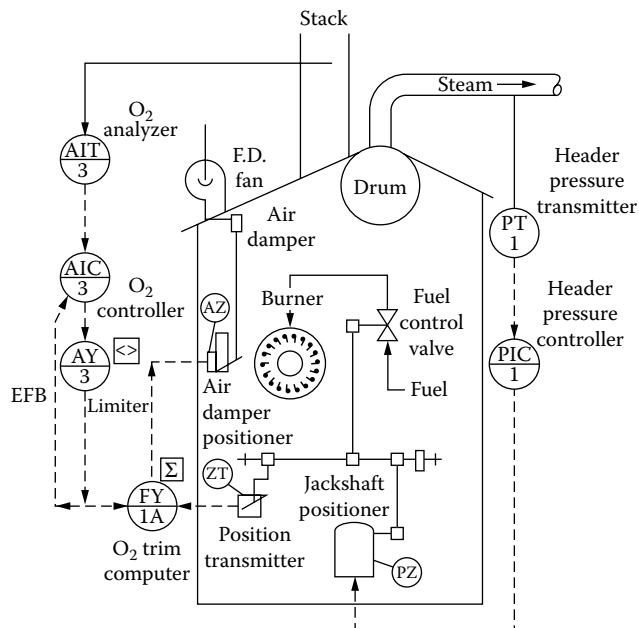 Stack
Steam
O₂
analyzer
AIT
3
F.D.
fan
Drum
Header
pressure
transmitter
PT
1
Air
damper
AIC
3
O₂
controller
AZ
Burner
Fuel
control
valve
Header
pressure
controller
<>
AY
3
PIC
1
EFB
Limiter
Air
damper
positioner
Fuel
Σ
ZT
FY
1A
Jackshaft
positioner
Position
transmitter
O₂ trim
computer
PZ